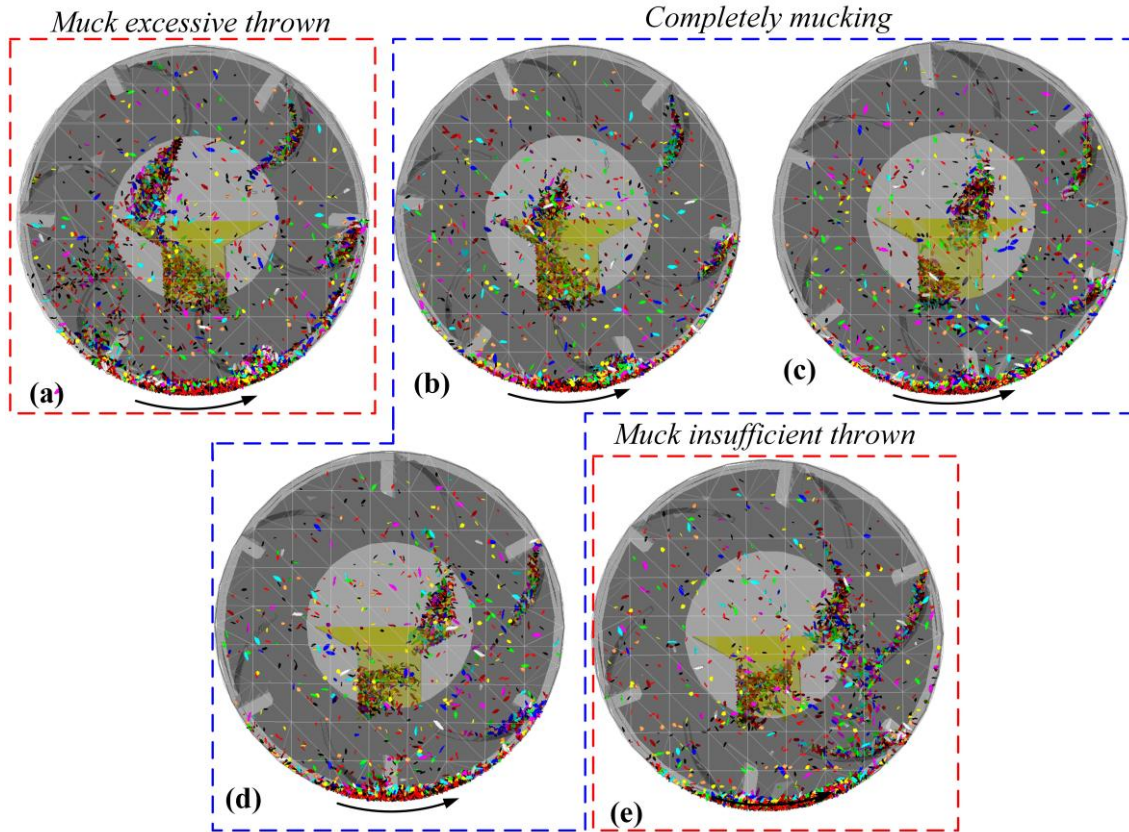 Muck excessive thrown
Completely mucking
(a)
(b)
(c)
Muck insufficient thrown
(d)
(e)